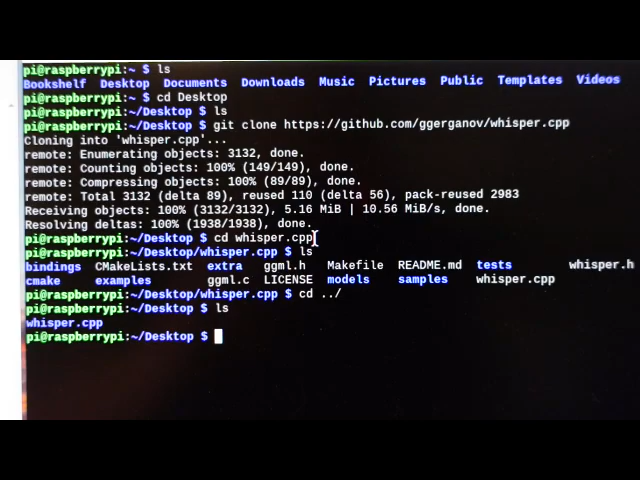 pi@raspberrypi:~ $ ls
Bookshelf Desktop Documents Downloads Music Pictures Public Templates Videos
pi@raspberrypi:~ $ cd Desktop
pi@raspberrypi:~/Desktop $ ls
pi@raspberrypi:~/Desktop $ git clone https://github.com/ggerganov/whisper.cpp
Cloning into 'whisper.cpp'...
remote: Enumerating objects: 3132, done.
remote: Counting objects: 100% (149/149), done.
remote: Compressing objects: 100% (89/89), done.
remote: Total 3132 (delta 89), reused 110 (delta 56), pack-reused 2983
Receiving objects: 100% (3132/3132), 5.16 MiB | 10.56 MiB/s, done.
Resolving deltas: 100% (1938/1938), done.
pi@raspberrypi:~/Desktop $ cd whisper.cpp
pi@raspberrypi:~/Desktop/whisper.cpp $ ls
bindings CMakeLists.txt extra ggml.h Makefile README.md tests whisper.h
cmake examples ggml.c LICENSE models samples whisper.cpp
pi@raspberrypi:~/Desktop/whisper.cpp $ cd ../
pi@raspberrypi:~/Desktop $ ls
whisper.cpp
pi@raspberrypi:~/Desktop $